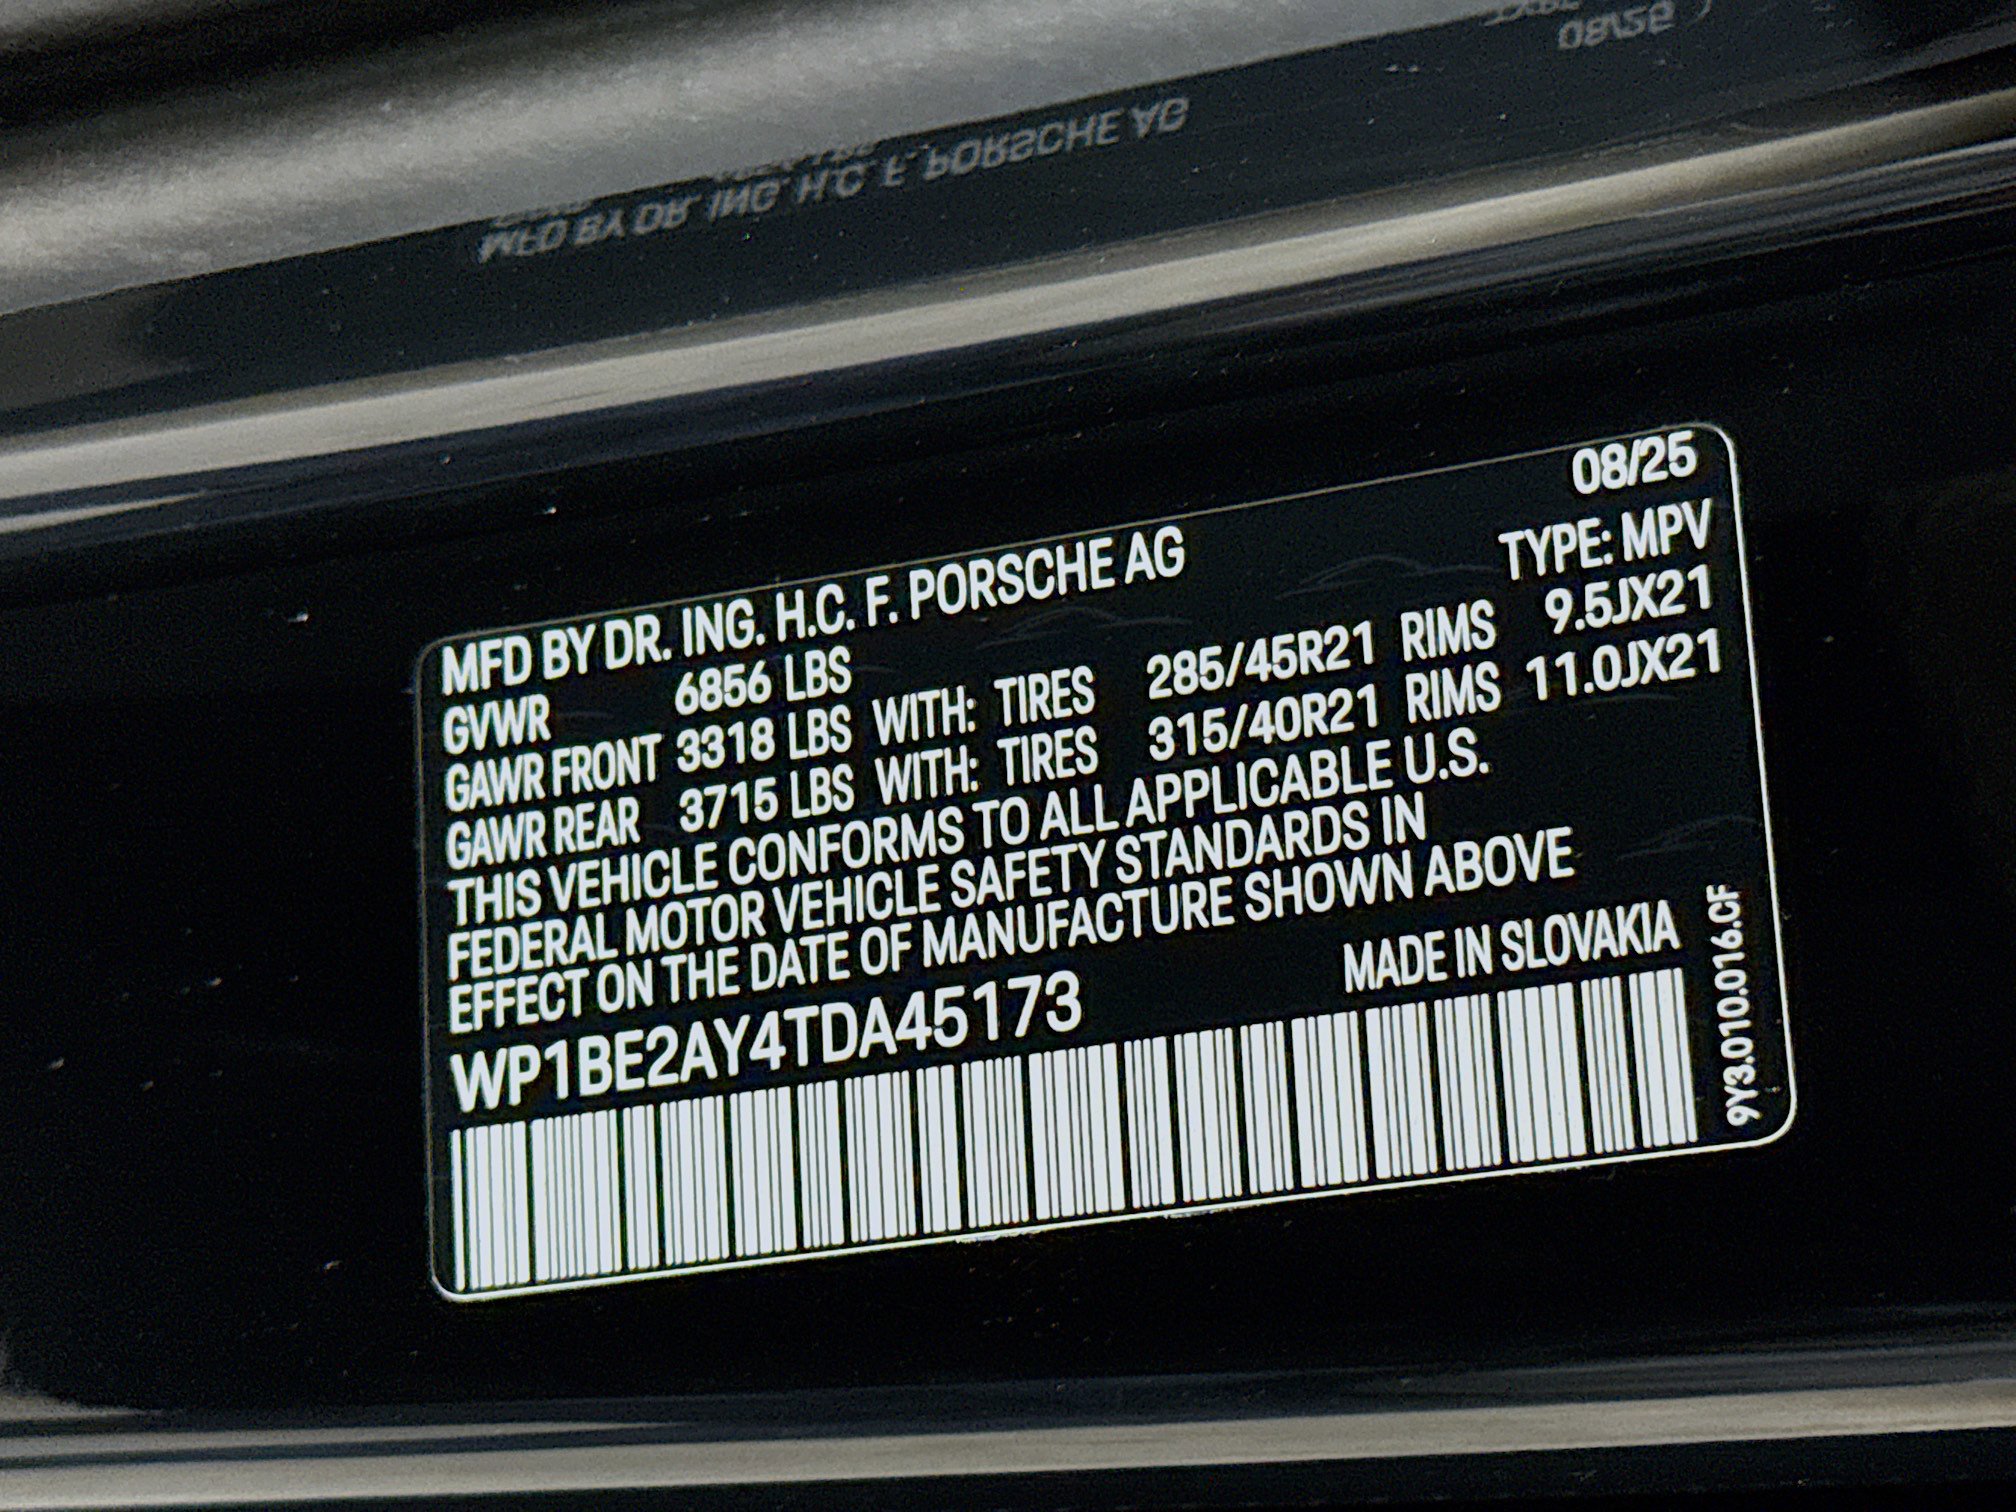 08/25
MFD BY DR. ING. H.C. F. PORSCHE AG
08/25
MFD BY DR. ING. H.C. F. PORSCHE AG
TYPE: MPV
GVWR 6856 LBS
GAWR FRONT 3318 LBS WITH: TIRES 285/45R21 RIMS 9.5JX21
GAWR REAR 3715 LBS WITH: TIRES 315/40R21 RIMS 11.0JX21
THIS VEHICLE CONFORMS TO ALL APPLICABLE U.S.
FEDERAL MOTOR VEHICLE SAFETY STANDARDS IN
EFFECT ON THE DATE OF MANUFACTURE SHOWN ABOVE
MADE IN SLOVAKIA
WP1BE2AY4TDA45173
9Y3.010.016.CF